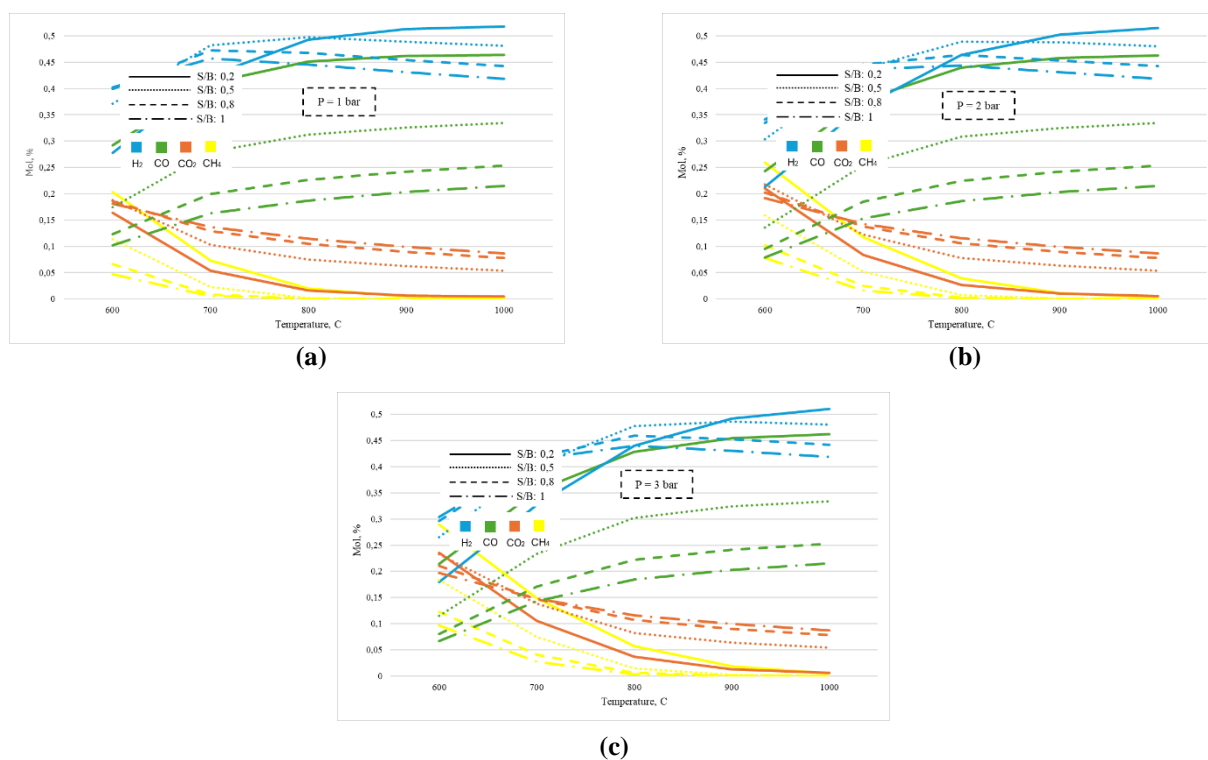 0,5
0,45
0,4
0,35
0,3
0,25
0,2
0,15
0,1
0,05
0
Mol, %
S/B: 0,2
S/B: 0,5
S/B: 0,8
S/B: 1
H₂ CO CO₂ CH₄
P = 1 bar
600 700 800 900 1000
Temperature, C
(a)
0,5
0,45
0,4
0,35
0,3
0,25
0,2
0,15
0,1
0,05
0
Mol, %
S/B: 0,2
S/B: 0,5
S/B: 0,8
S/B: 1
H₂ CO CO₂ CH₄
P = 2 bar
600 700 800 900 1000
Temperature, C
(b)
0,5
0,45
0,4
0,35
0,3
0,25
0,2
0,15
0,1
0,05
0
Mol, %
S/B: 0,2
S/B: 0,5
S/B: 0,8
S/B: 1
H₂ CO CO₂ CH₄
P = 3 bar
600 700 800 900 1000
Temperature, C
(c)